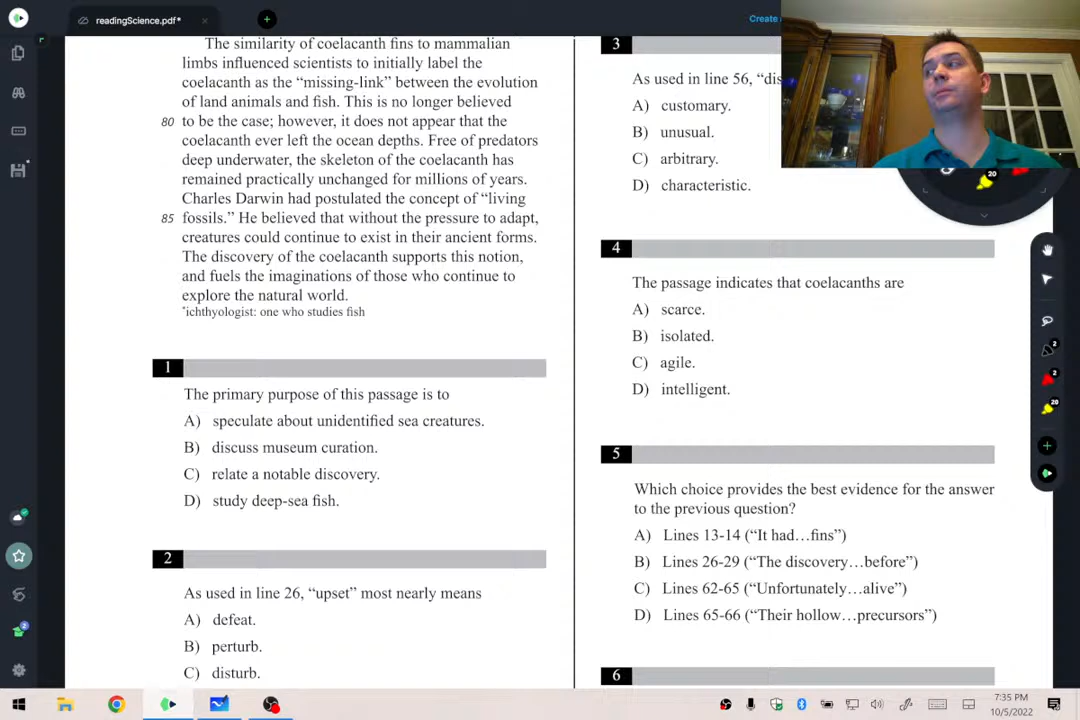 readingScience.pdf*
Create
The similarity of coelacanth fins to mammalian
limbs influenced scientists to initially label the
coelacanth as the “missing-link” between the evolution
of land animals and fish. This is no longer believed
80 to be the case; however, it does not appear that the
coelacanth ever left the ocean depths. Free of predators
deep underwater, the skeleton of the coelacanth has
remained practically unchanged for millions of years.
Charles Darwin had postulated the concept of “living
85 fossils.” He believed that without the pressure to adapt,
creatures could continue to exist in their ancient forms.
The discovery of the coelacanth supports this notion,
and fuels the imaginations of those who continue to
explore the natural world.
*ichthyologist: one who studies fish
1
The primary purpose of this passage is to
A) speculate about unidentified sea creatures.
B) discuss museum curation.
C) relate a notable discovery.
D) study deep-sea fish.
2
As used in line 26, “upset” most nearly means
A) defeat.
B) perturb.
C) disturb.
3
As used in line 56, “dis
A) customary.
B) unusual.
C) arbitrary.
D) characteristic.
4
The passage indicates that coelacanths are
A) scarce.
B) isolated.
C) agile.
D) intelligent.
5
Which choice provides the best evidence for the answer
to the previous question?
A) Lines 13-14 (“It had…fins”)
B) Lines 26-29 (“The discovery…before”)
C) Lines 62-65 (“Unfortunately…alive”)
D) Lines 65-66 (“Their hollow…precursors”)
6
20
2
2
20
2
7:35 PM
10/5/2022